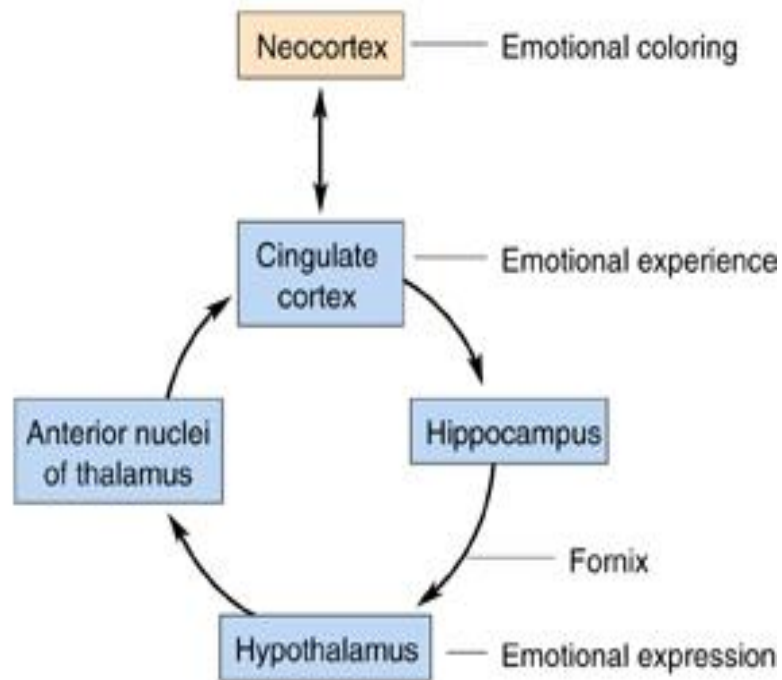 Neocortex
Emotional coloring
Cingulate
cortex
Emotional experience
Anterior nuclei
of thalamus
Hippocampus
Fornix
Hypothalamus
Emotional expression